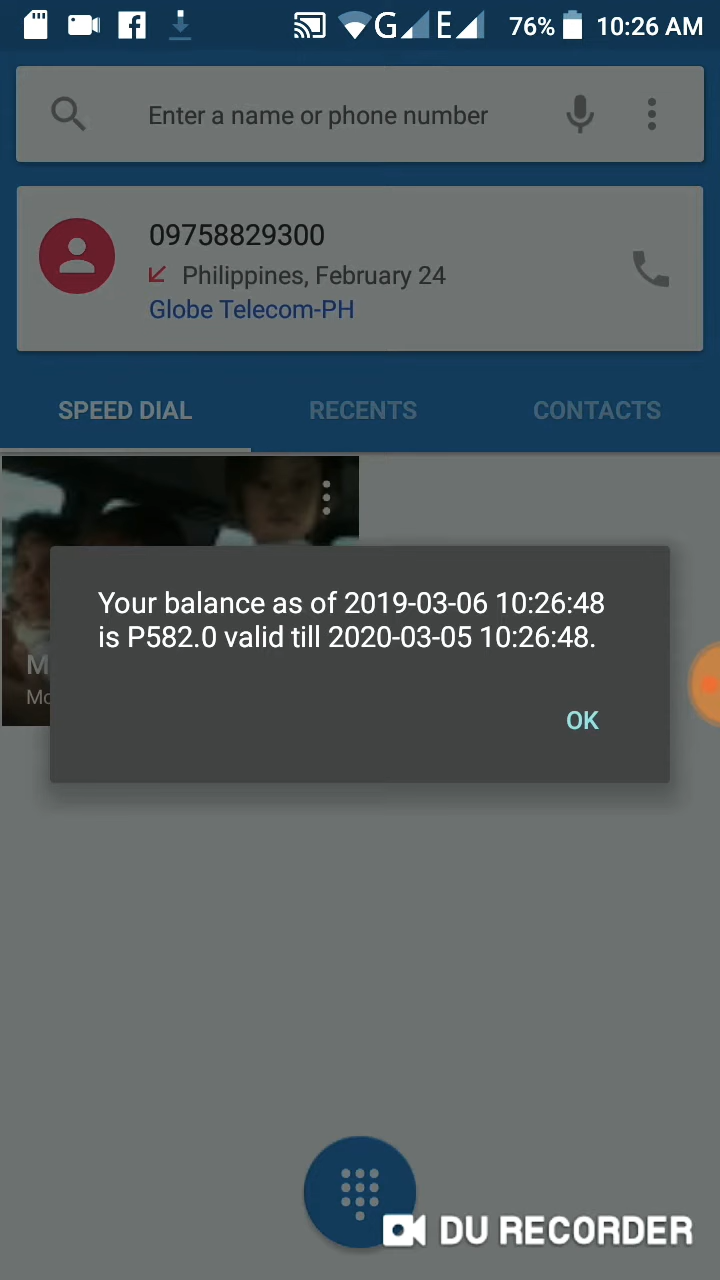 G E 76% 10:26 AM
Enter a name or phone number
09758829300
Philippines, February 24
Globe Telecom-PH
SPEED DIAL RECENTS CONTACTS
Your balance as of 2019-03-06 10:26:48
is P582.0 valid till 2020-03-05 10:26:48.
OK
DU RECORDER